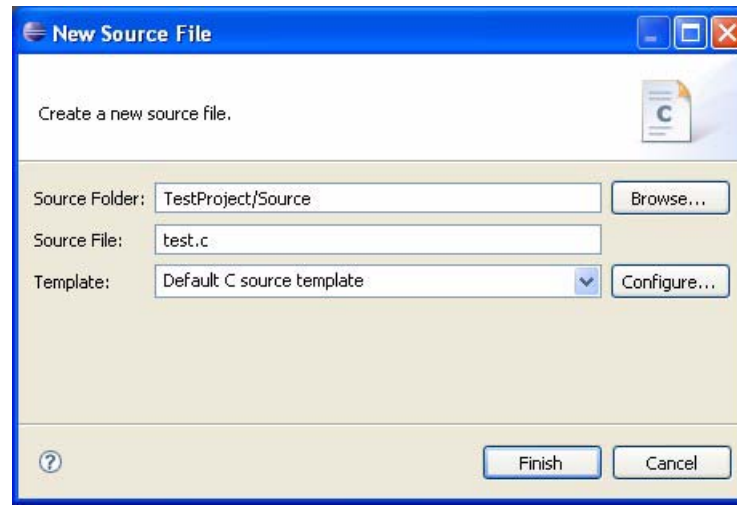 New Source File
Create a new source file.
C
Source Folder: TestProject/Source Browse...
Source File: test.c
Template: Default C source template Configure...
? Finish Cancel